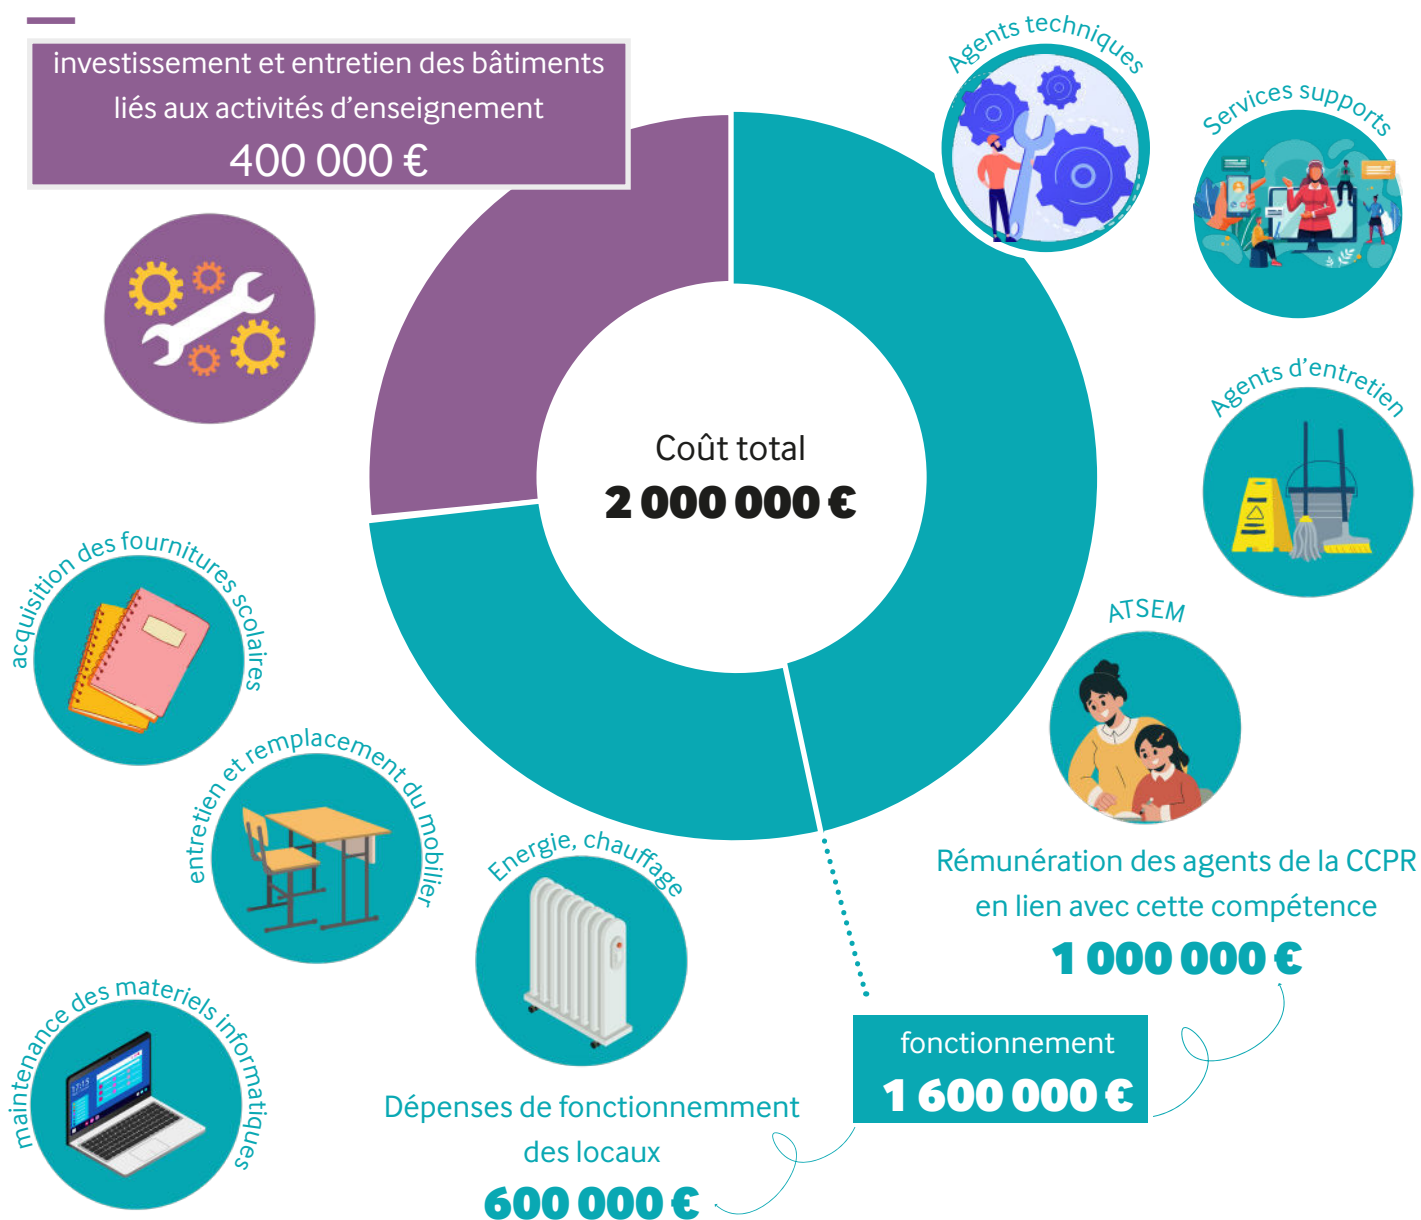 investissement et entretien des bâtiments
liés aux activités d’enseignement
400 000 €
Agents techniques
Services supports
Agents d’entretien
ATSEM
Coût total
2 000 000 €
acquisition des fournitures scolaires
entretien et remplacement du mobilier
Energie, chauffage
maintenance des materiels informatiques
Rémunération des agents de la CCPR
en lien avec cette compétence
1 000 000 €
fonctionnement
1 600 000 €
Dépenses de fonctionnemment
des locaux
600 000 €
17:15